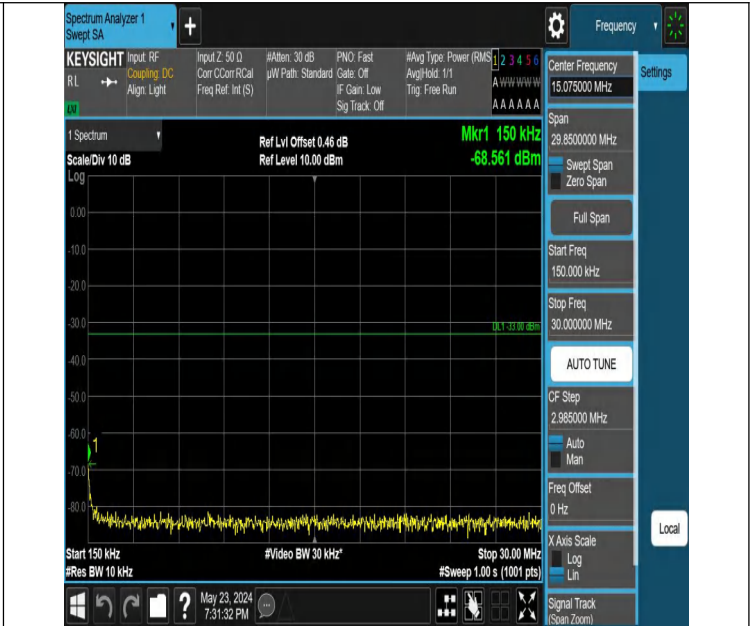 Spectrum Analyzer 1
Swept SA
+
Frequency
KEYSIGHT
RL
LXI
Input: RF
Coupling: DC
Align: Light
Input Z: 50 Ω
Corr CCorr RCal
Freq Ref: Int (S)
#Atten: 30 dB
µW Path: Standard
PNO: Fast
Gate: Off
IF Gain: Low
Sig Track: Off
#Avg Type: Power (RMS
Avg|Hold: 1/1
Trig: Free Run
1 2 3 4 5 6
A W W W W W
A A A A A A
1 Spectrum
Scale/Div 10 dB
Log
Ref Lvl Offset 0.46 dB
Ref Level 10.00 dBm
Mkr1 150 kHz
-68.561 dBm
0.00
-10.0
-20.0
-30.0
DL1 -33.00 dBm
-40.0
-50.0
-60.0
1
-70.0
-80.0
Start 150 kHz
#Video BW 30 kHz*
Stop 30.00 MHz
#Res BW 10 kHz
#Sweep 1.00 s (1001 pts)
Center Frequency
15.075000 MHz
Settings
Span
29.8500000 MHz
Swept Span
Zero Span
Full Span
Start Freq
150.000 kHz
Stop Freq
30.000000 MHz
AUTO TUNE
CF Step
2.985000 MHz
Auto
Man
Freq Offset
0 Hz
Local
X Axis Scale
Log
Lin
Signal Track
(Span Zoom)
?
May 23, 2024
7:31:32 PM